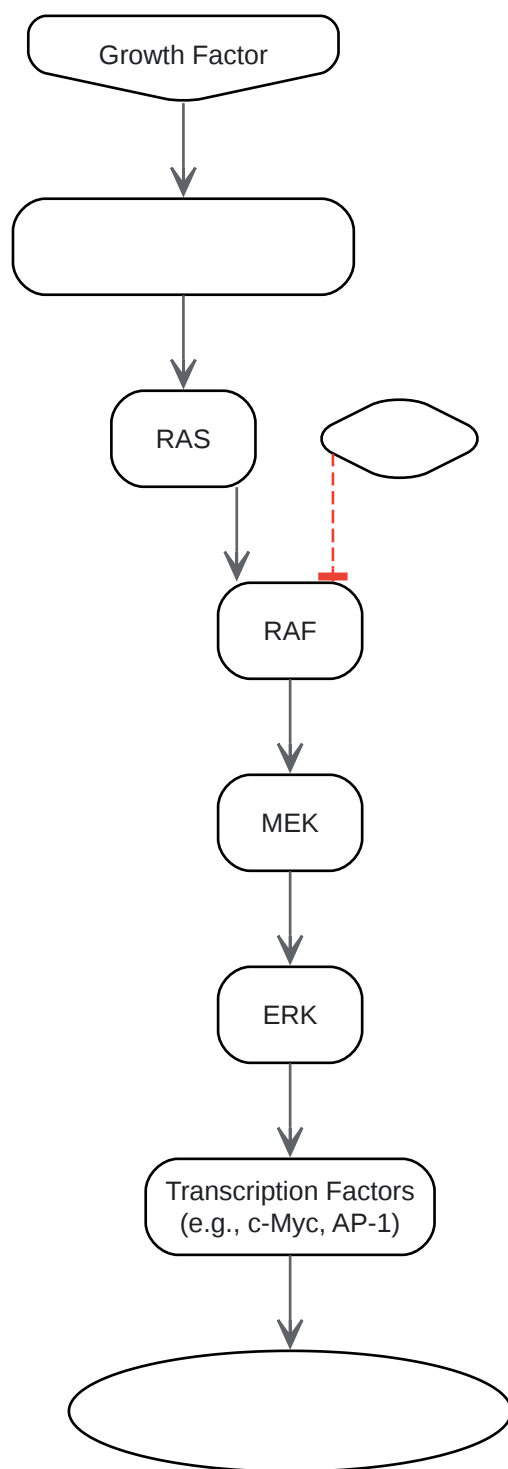 Growth Factor
RAS
RAF
MEK
ERK
Transcription Factors
(e.g., c-Myc, AP-1)